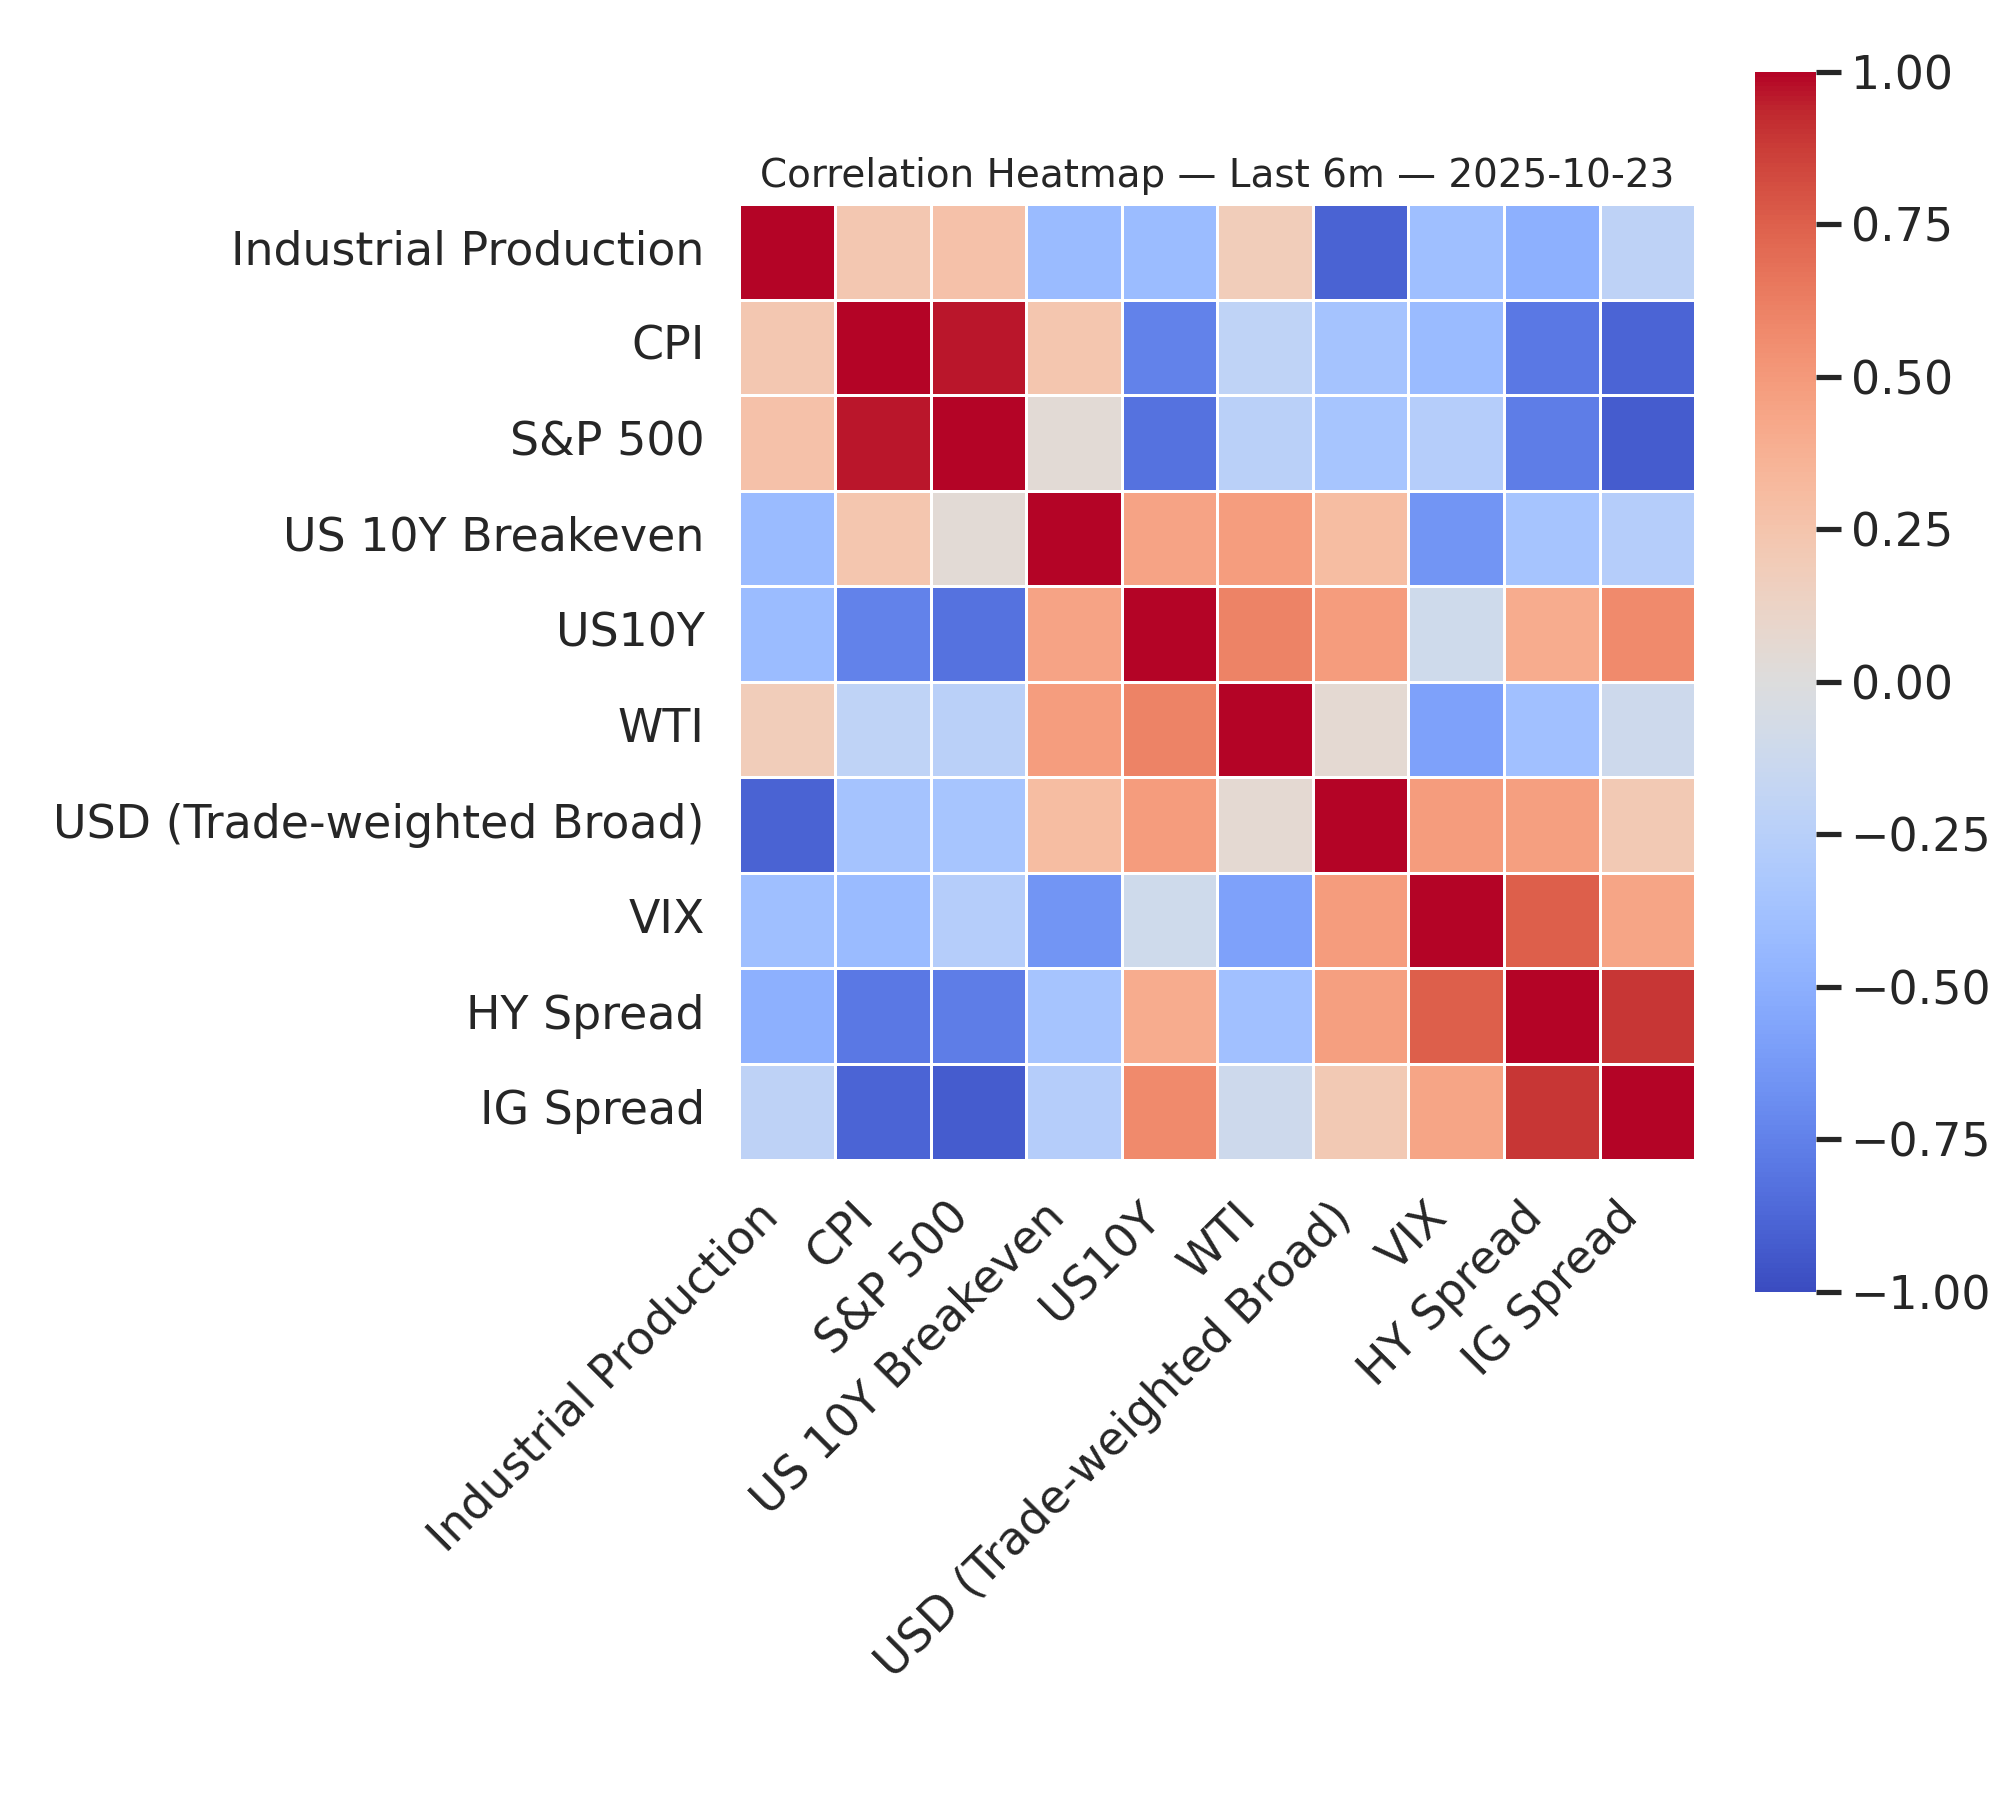 Correlation Heatmap — Last 6m — 2025-10-23
Industrial Production
CPI
S&P 500
US 10Y Breakeven
US10Y
WTI
USD (Trade-weighted Broad)
VIX
HY Spread
IG Spread
Industrial Production
CPI
S&P 500
US 10Y Breakeven
US10Y
WTI
USD (Trade-weighted Broad)
VIX
HY Spread
IG Spread
1.00
0.75
0.50
0.25
0.00
−0.25
−0.50
−0.75
−1.00